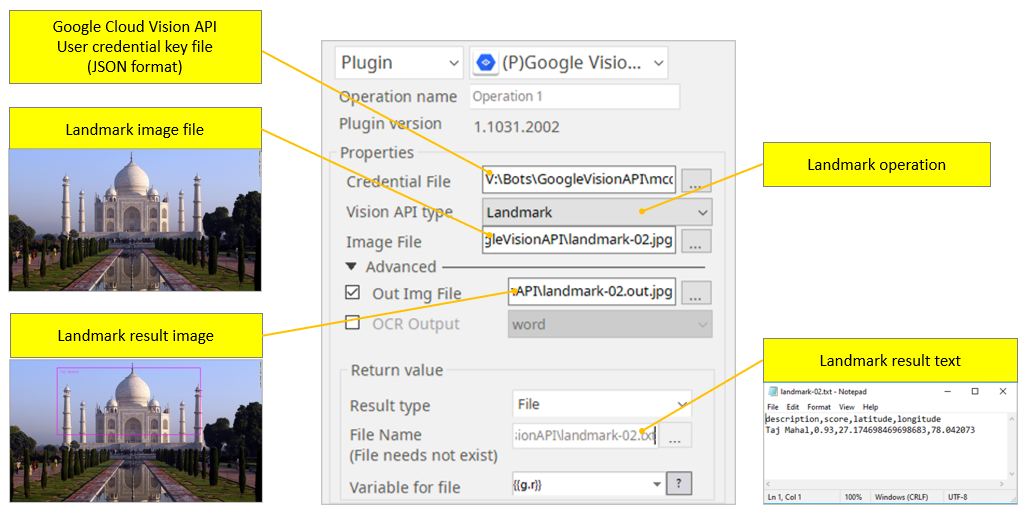 Google Cloud Vision API
User credential key file
(JSON format)
Landmark image file
Landmark result image
Plugin
(P)Google Visio...
Operation name
Operation 1
Plugin version
1.1031.2002
Properties
Credential File
V:\Bots\GoogleVisionAPI\mcc
...
Vision API type
Landmark
Image File
gleVisionAPI\landmark-02.jpg
...
Advanced
Out Img File
API\landmark-02.out.jpg
...
OCR Output
word
Return value
Result type
File
File Name
sionAPI\landmark-02.txt
...
(File needs not exist)
Variable for file
{{g.r}}
?
Landmark operation
Landmark result text
landmark-02.txt - Notepad
File Edit Format View Help
description,score,latitude,longitude
Taj Mahal,0.93,27.174698469698683,78.042073
Ln 1, Col 1 100% Windows (CRLF) UTF-8